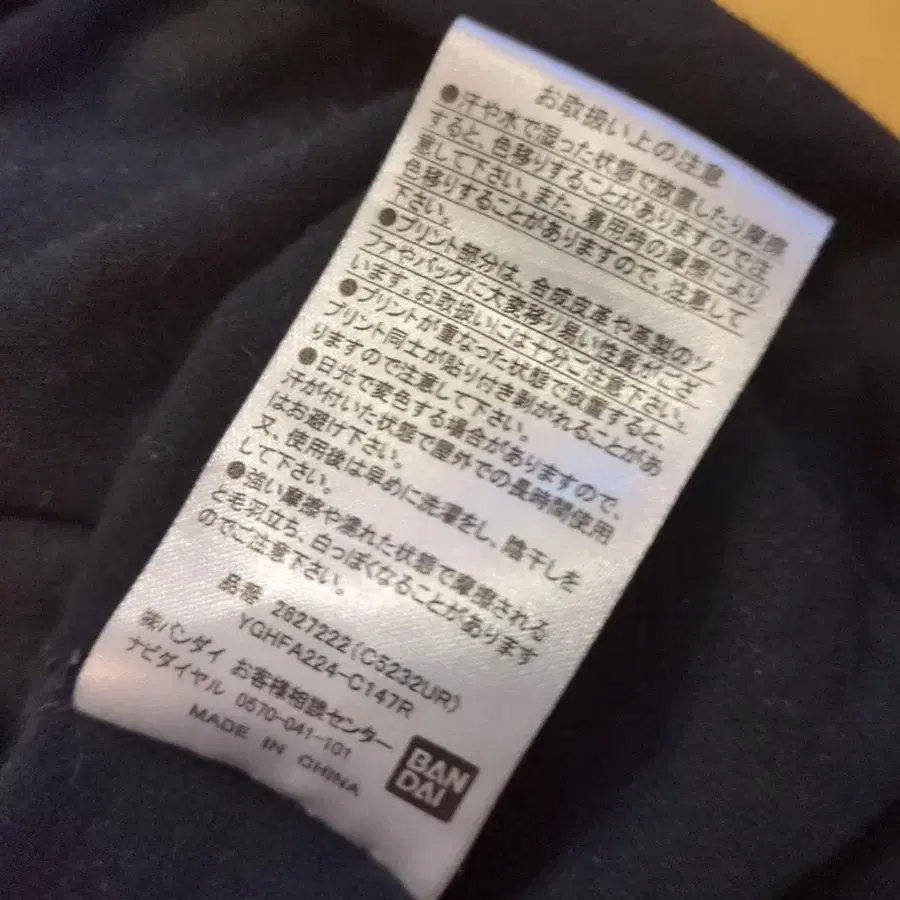 お取扱い上の注意
●汗や水で湿った状態で放置したり摩擦
すると、色移りすることがありますので注
意して下さい。また、着用時の摩擦により
色移りすることがありますので、注意して
下さい。
●プリント部分は、合成皮革や革製のソ
ファやバッグに大変移り易い性質がござ
います。お取扱いには十分ご注意下さい。
●プリントが重なった状態で放置すると、
プリント同士が貼り付き剥がれることがあ
りますので注意して下さい。
●日光で変色する場合がありますので、
汗が付いた状態で屋外での長時間使用
はお避け下さい。
又、使用後は早めに洗濯をし、陰干しを
して下さい。
●強い摩擦や濡れた状態で摩擦される
と毛羽立ち、白っぽくなることがあります
のでご注意下さい。
品番 2627222(C5232UR)
YGHFA224-C147R
㈱バンダイ お客様相談センター
ナビダイヤル 0570-041-101
MADE IN CHINA
BAN
DAI